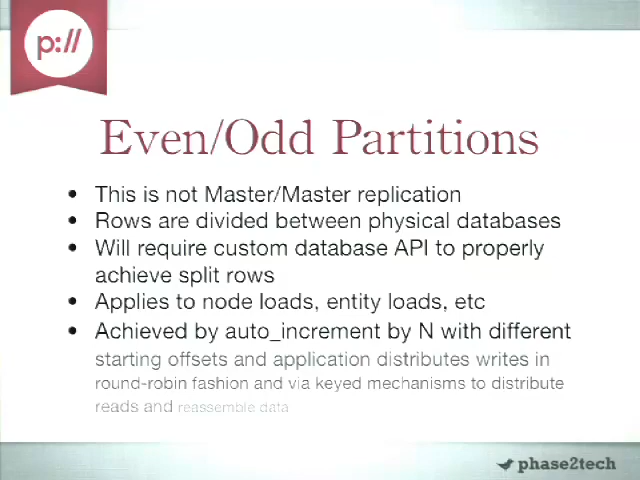 p://
Even/Odd Partitions
• This is not Master/Master replication
• Rows are divided between physical databases
• Will require custom database API to properly
achieve split rows
• Applies to node loads, entity loads, etc
• Achieved by auto_increment by N with different
starting offsets and application distributes writes in
round-robin fashion and via keyed mechanisms to distribute
reads and reassemble data
phase2tech